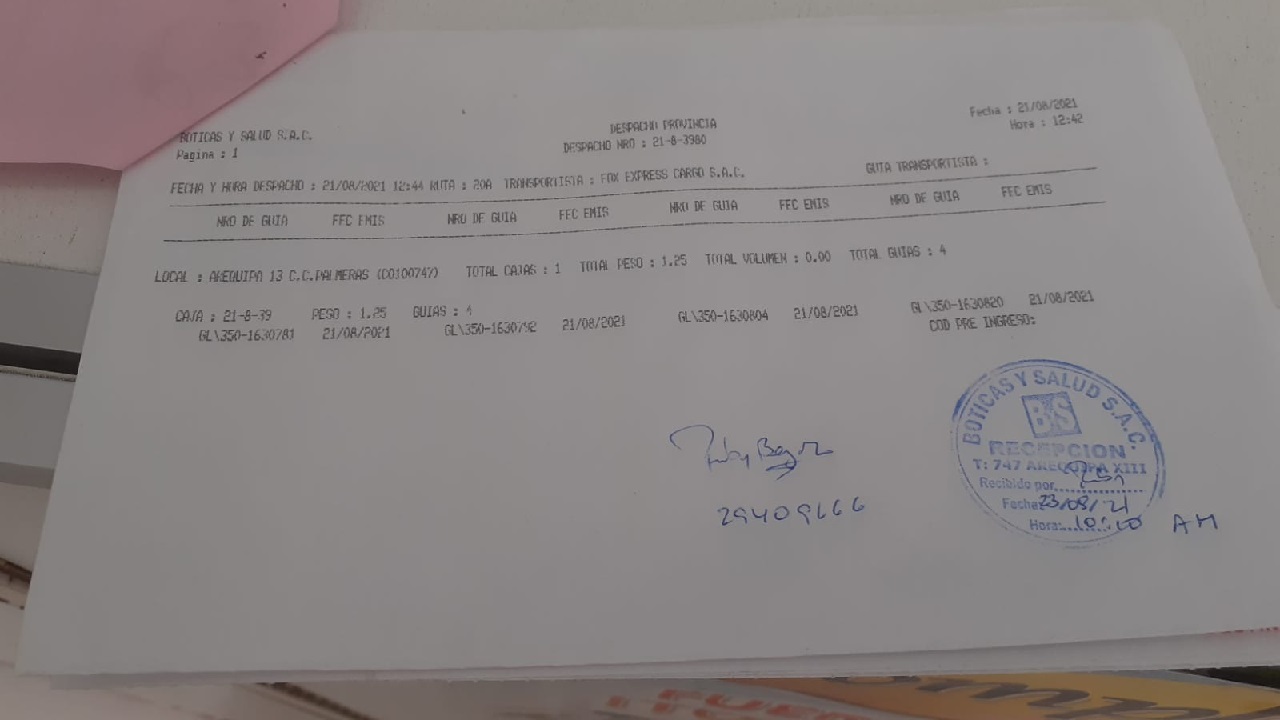 BOTICAS Y SALUD S.A.C.
Pagina : 1
DESPACHO PROVINCIA
DESPACHO NRO : 21-8-3980
Fecha : 21/08/2021
Hora : 12:42
FECHA Y HORA DESPACHO : 21/08/2021 12:44 RUTA : 20A TRANSPORTISTA : FOX EXPRESS CARGO S.A.C. GUIA TRANSPORTISTA :
NRO DE GUIA FEC EMIS NRO DE GUIA FEC EMIS NRO DE GUIA FEC EMIS NRO DE GUIA FEC EMIS
LOCAL : AREQUIPA 13 C.C.PALMERAS (C0100747) TOTAL CAJAS : 1 TOTAL PESO : 1.25 TOTAL VOLUMEN : 0.00 TOTAL GUIAS : 4
CAJA : 21-8-39 PESO : 1.25 GUIAS : 4
GL\350-1630781 21/08/2021 GL\350-1630792 21/08/2021 GL\350-1630804 21/08/2021 GL\350-1630820 21/08/2021
COD PRE INGRESO:
29409666
BOTICAS Y SALUD S.A.C.
BS
RECEPCION
T: 747 AREQUIPA XIII
Recibido por
Fecha: 23/08/21
Hora: 10:10 AM